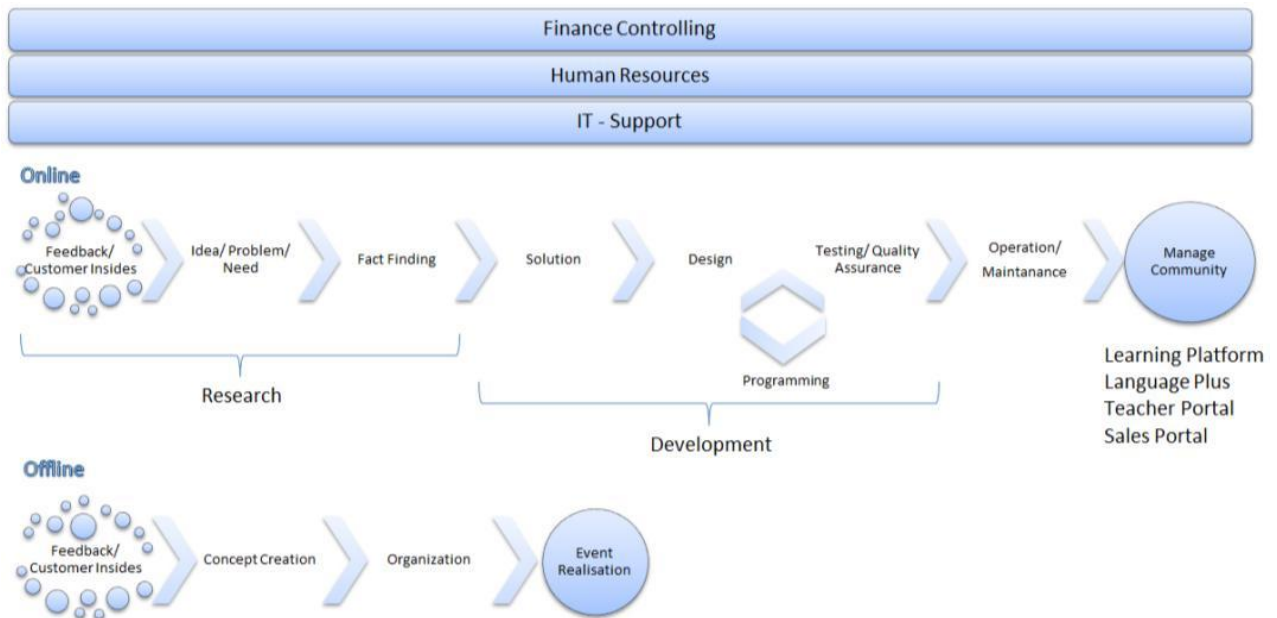 Finance Controlling
Human Resources
IT - Support
Online
Feedback/
Customer Insides
Idea/ Problem/
Need
Fact Finding
Solution
Design
Testing/ Quality
Assurance
Operation/
Maintanance
Manage
Community
Programming
Research
Development
Learning Platform
Language Plus
Teacher Portal
Sales Portal
Offline
Feedback/
Customer Insides
Concept Creation
Organization
Event
Realisation